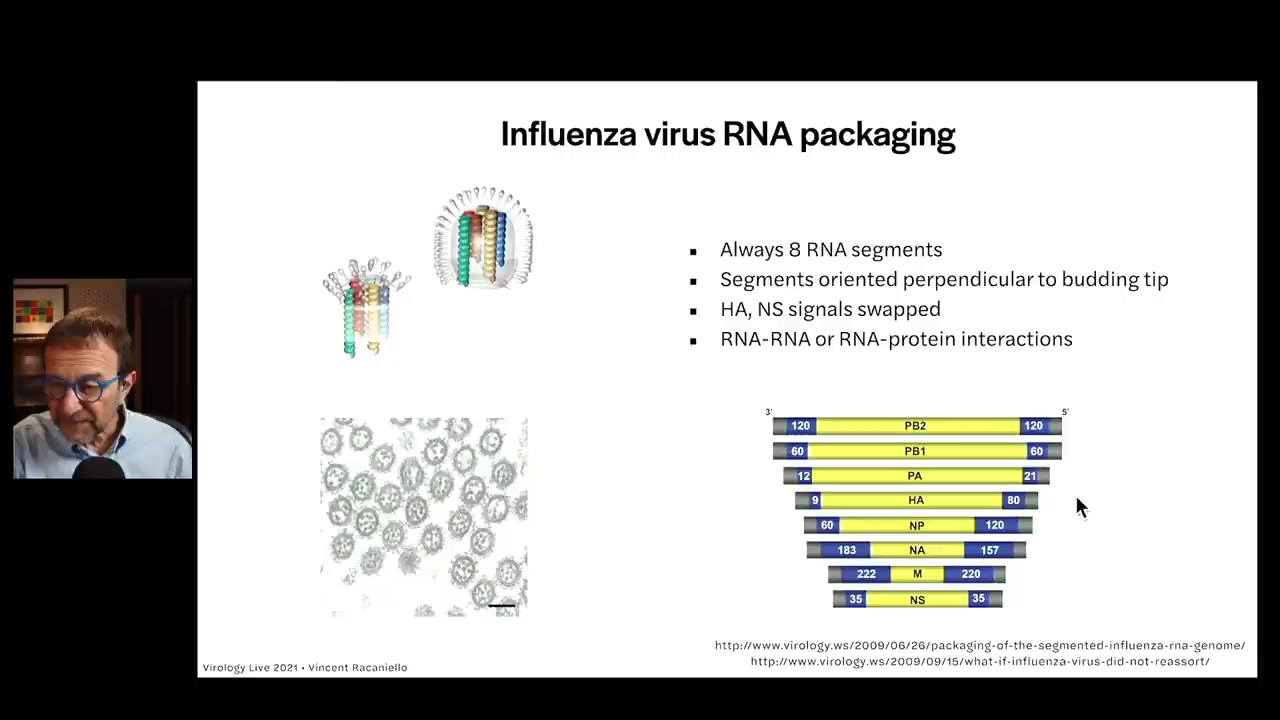 Influenza virus RNA packaging
Always 8 RNA segments
Segments oriented perpendicular to budding tip
HA, NS signals swapped
RNA-RNA or RNA-protein interactions
3' 5'
120 PB2 120
60 PB1 60
12 PA 21
9 HA 80
60 NP 120
183 NA 157
222 M 220
35 NS 35
http://www.virology.ws/2009/06/26/packaging-of-the-segmented-influenza-rna-genome/
http://www.virology.ws/2009/09/15/what-if-influenza-virus-did-not-reassort/
Virology Live 2021 • Vincent Racaniello